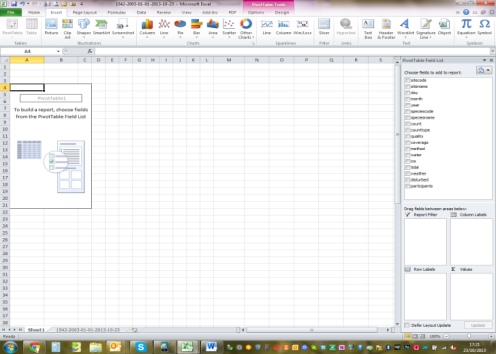 1542-2003-01-01-2013-10-23 - Microsoft Excel
PivotTable Tools
File Home Insert Page Layout Formulas Data Review View Add-Ins PDF Options Design
PivotTable Table Picture Clip Art Shapes SmartArt Screenshot Column Line Pie Bar Area Scatter Other Charts Line Column Win/Loss Slicer Hyperlink Text Box Header & Footer WordArt Signature Line Object Equation Symbol
Tables Illustrations Charts Sparklines Filter Links Text Symbols
A4 fx
A B C D E F G H I J K L M N O P Q R S
1
2
3
4
5
6
7
8
9
10
11
12
13
14
15
16
17
18
19
20
21
22
23
24
25
26
27
28
29
30
31
32
33
34
35
36
37
38
PivotTable1
To build a report, choose fields
from the PivotTable Field List
PivotTable Field List
Choose fields to add to report:
sitecode
sitename
day
month
year
speciescode
speciesname
count
counttype
quality
coverage
method
water
ice
tidal
weather
disturbed
participants
Drag fields between areas below:
Report Filter Column Labels
Row Labels Σ Values
Defer Layout Update Update
Sheet1 1542-2003-01-01-2013-10-23
Ready 100%
17:21
23/10/2013